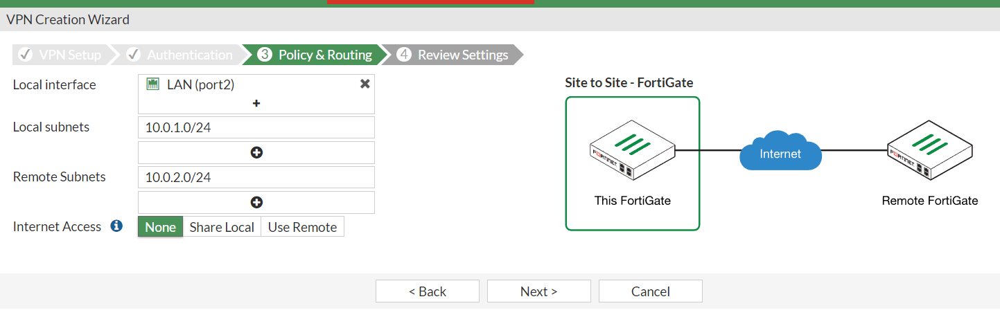 VPN Creation Wizard
VPN Setup
Authentication
3 Policy & Routing
4 Review Settings
Local interface
LAN (port2)
+
Local subnets
10.0.1.0/24
Remote Subnets
10.0.2.0/24
Internet Access
None
Share Local
Use Remote
Site to Site - FortiGate
FORTINET
Internet
FORTINET
This FortiGate
Remote FortiGate
< Back
Next >
Cancel